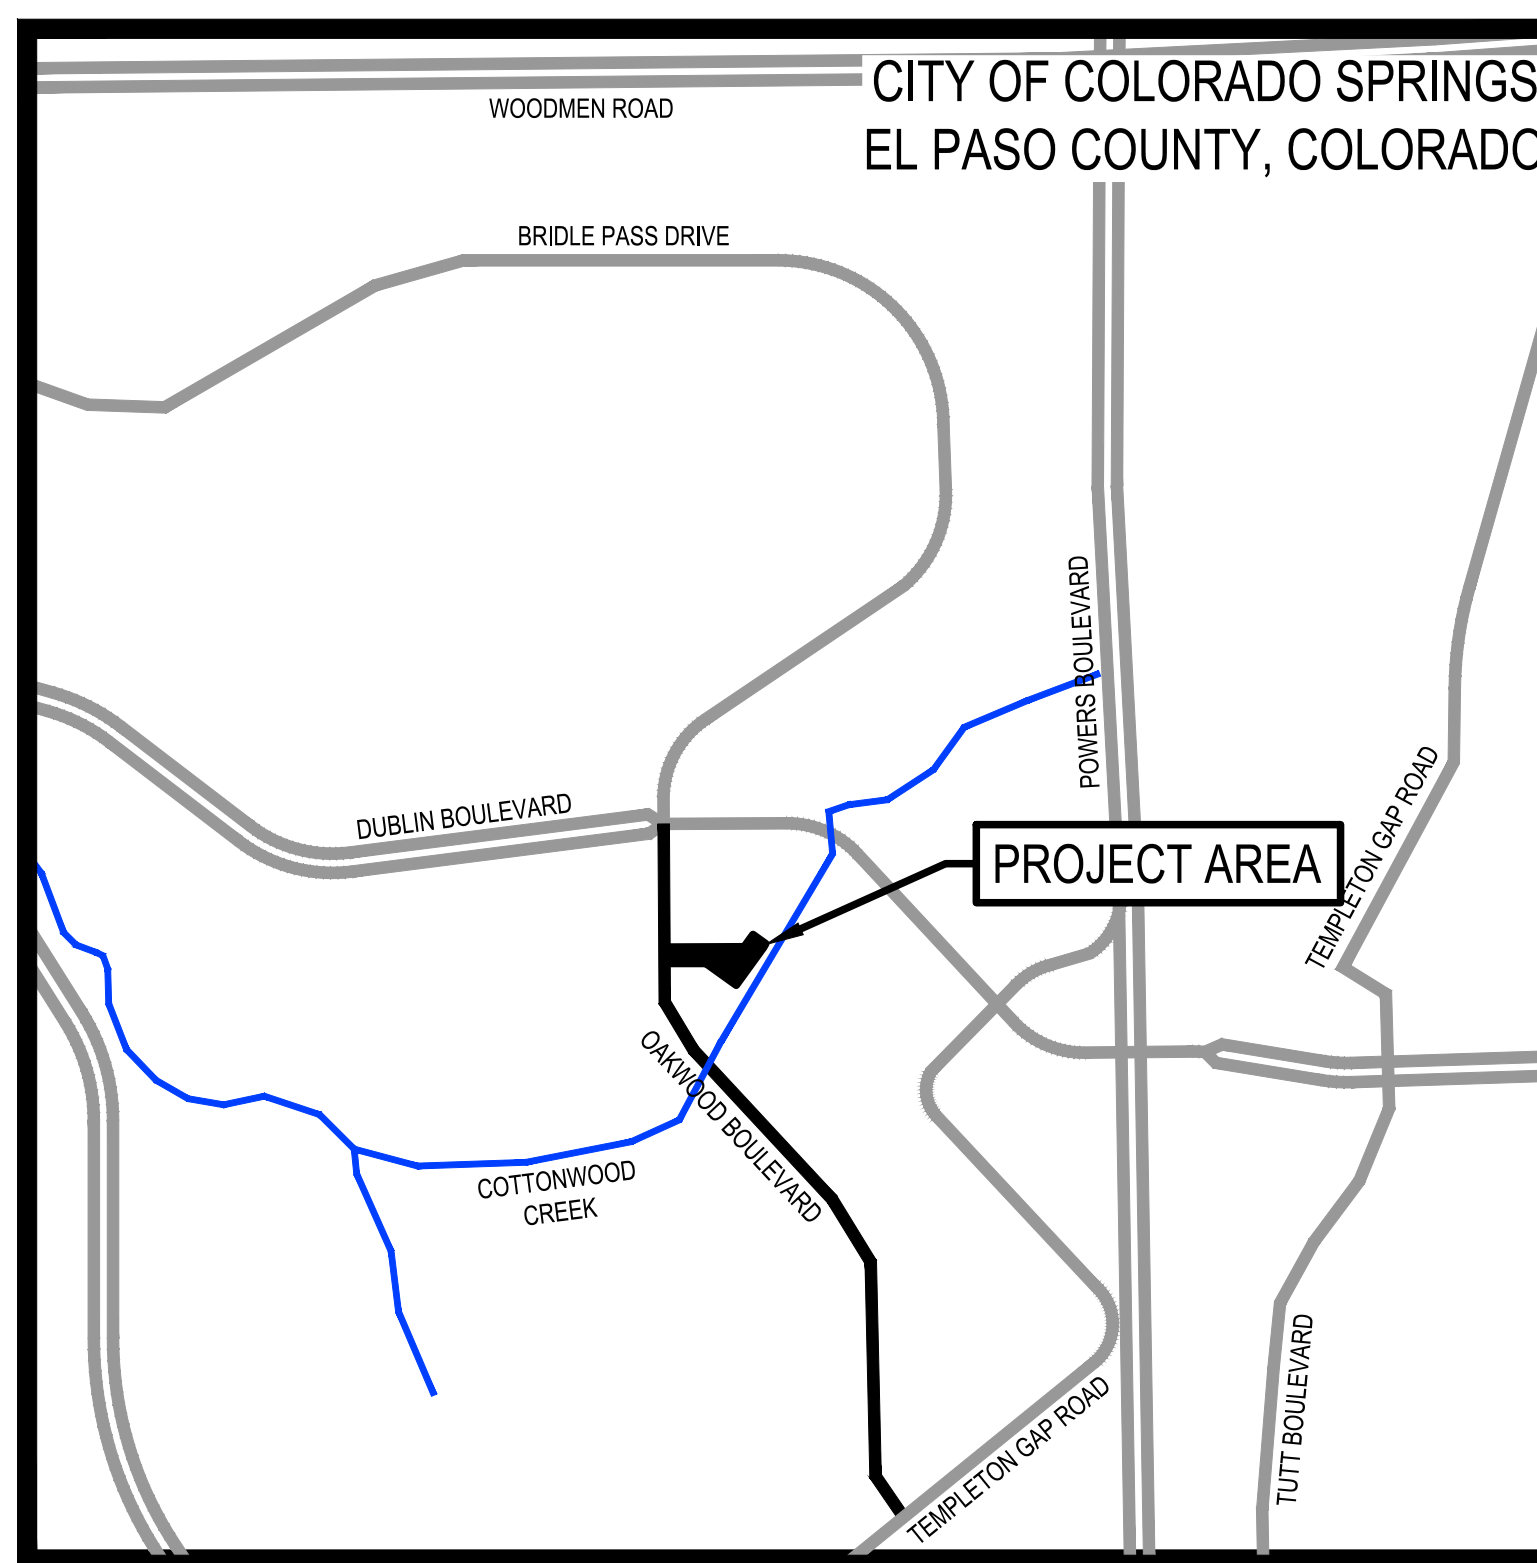 CITY OF COLORADO SPRINGS
EL PASO COUNTY, COLORADO
WOODMEN ROAD
BRIDLE PASS DRIVE
POWERS BOULEVARD
DUBLIN BOULEVARD
TEMPLETON GAP ROAD
PROJECT AREA
OAKWOOD BOULEVARD
COTTONWOOD
CREEK
TEMPLETON GAP ROAD
TUTT BOULEVARD